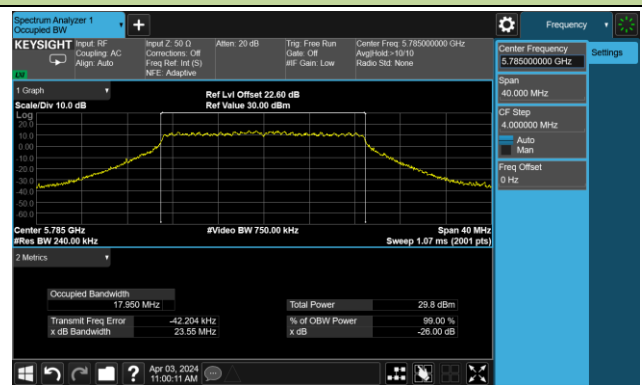 Spectrum Analyzer 1
Occupied BW
Frequency
KEYSIGHT
Input: RF
Coupling: AC
Align: Auto
Input Z: 50 Ω
Corrections: Off
Freq Ref: Int (S)
NFE: Adaptive
Atten: 20 dB
Trig: Free Run
Gate: Off
#IF Gain: Low
Center Freq: 5.785000000 GHz
Avg|Hold:>10/10
Radio Std: None
Center Frequency
5.785000000 GHz
Settings
Span
40.000 MHz
CF Step
4.000000 MHz
Auto
Man
Freq Offset
0 Hz
1 Graph
Scale/Div 10.0 dB
Ref Lvl Offset 22.60 dB
Ref Value 30.00 dBm
Log
20.0
10.0
0.00
-10.0
-20.0
-30.0
-40.0
-50.0
-60.0
Center 5.785 GHz
#Res BW 240.00 kHz
#Video BW 750.00 kHz
Span 40 MHz
Sweep 1.07 ms (2001 pts)
2 Metrics
Occupied Bandwidth
17.950 MHz
Transmit Freq Error -42.204 kHz
x dB Bandwidth 23.55 MHz
Total Power 29.8 dBm
% of OBW Power 99.00 %
x dB -26.00 dB
Apr 03, 2024
11:00:11 AM